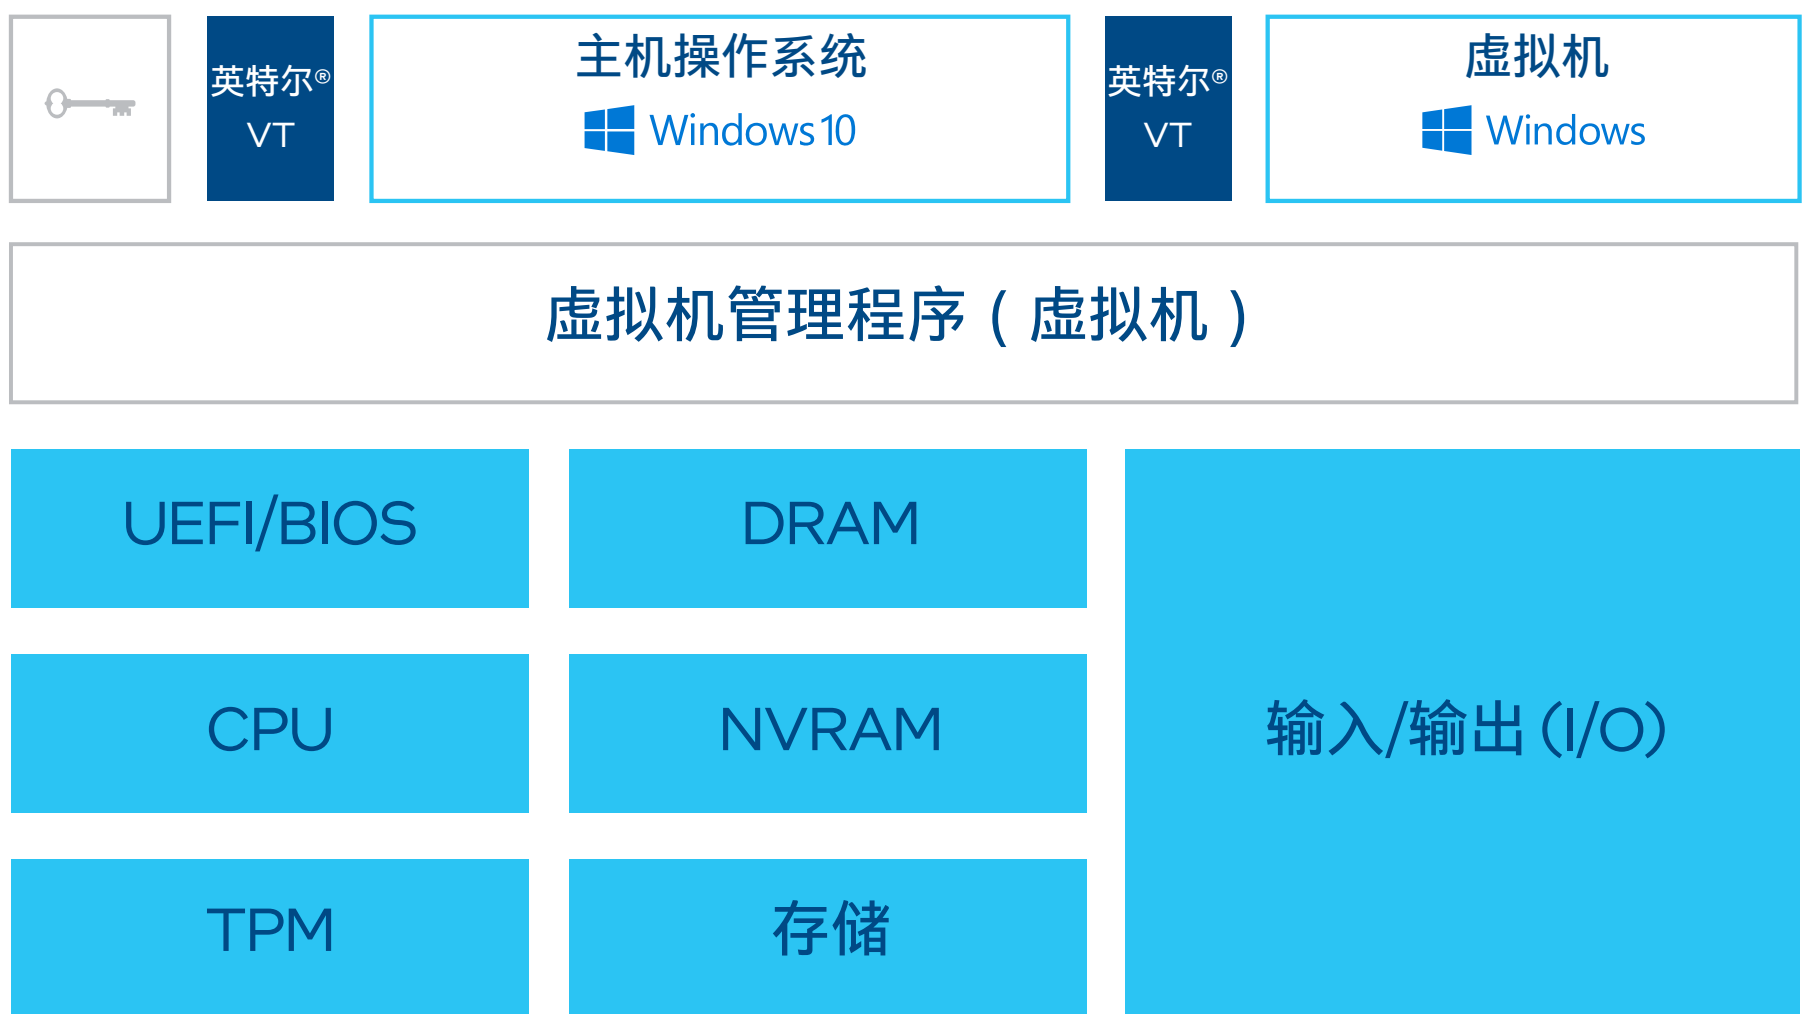 英特尔®
VT
主机操作系统
Windows 10
英特尔®
VT
虚拟机
Windows
虚拟机管理程序(虚拟机)
UEFI/BIOS
DRAM
CPU
NVRAM
输入/输出 (I/O)
TPM
存储